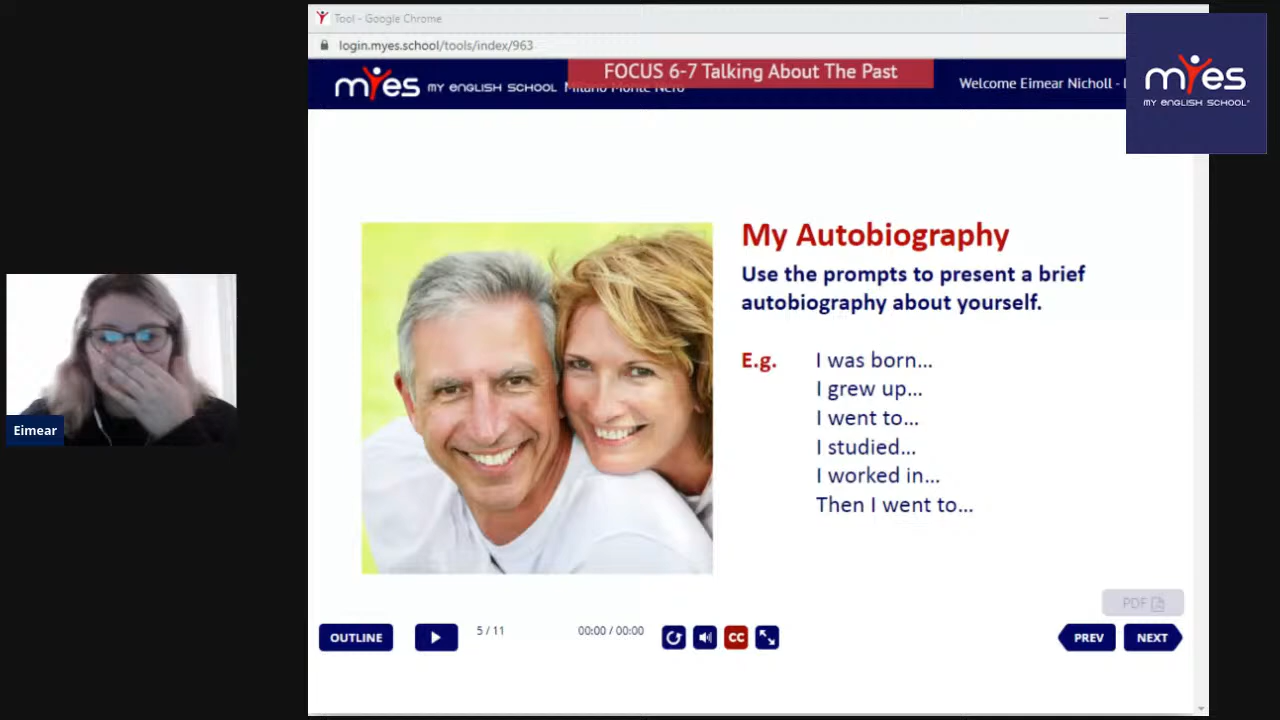 Tool - Google Chrome
login.myes.school/tools/index/963
FOCUS 6-7 Talking About The Past
myes MY ENGLISH SCHOOL Milano Monte Nero
Welcome Eimear Nicholl -
myes
MY ENGLISH SCHOOL
My Autobiography
Use the prompts to present a brief
autobiography about yourself.
E.g. I was born...
I grew up...
I went to...
I studied...
I worked in...
Then I went to...
Eimear
PDF
OUTLINE 5 / 11 00:00 / 00:00 CC PREV NEXT